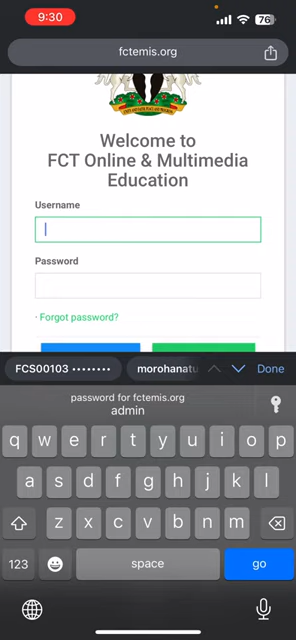 9:30
76
fctemis.org
Welcome to
FCT Online & Multimedia
Education
Username
Password
· Forgot password?
FCS00103 ••••••••
morohanatu
Done
password for fctemis.org
admin
q w e r t y u i o p
a s d f g h j k l
z x c v b n m
123
space
go